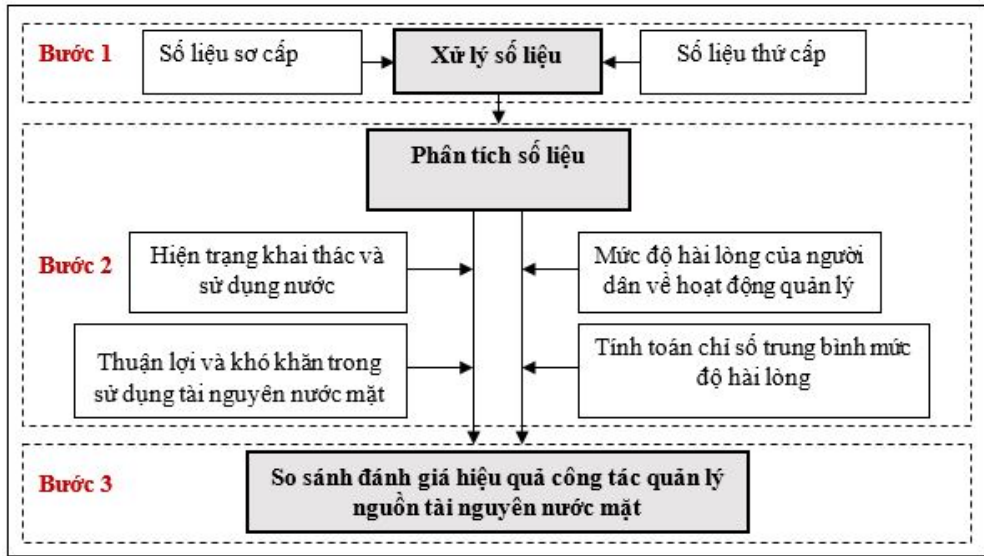 Bước 1
Số liệu sơ cấp
Xử lý số liệu
Số liệu thứ cấp
Phân tích số liệu
Bước 2
Hiện trạng khai thác và
sử dụng nước
Mức độ hài lòng của người
dân về hoạt động quản lý
Thuận lợi và khó khăn trong
sử dụng tài nguyên nước mặt
Tính toán chỉ số trung bình mức
độ hài lòng
Bước 3
So sánh đánh giá hiệu quả công tác quản lý
nguồn tài nguyên nước mặt